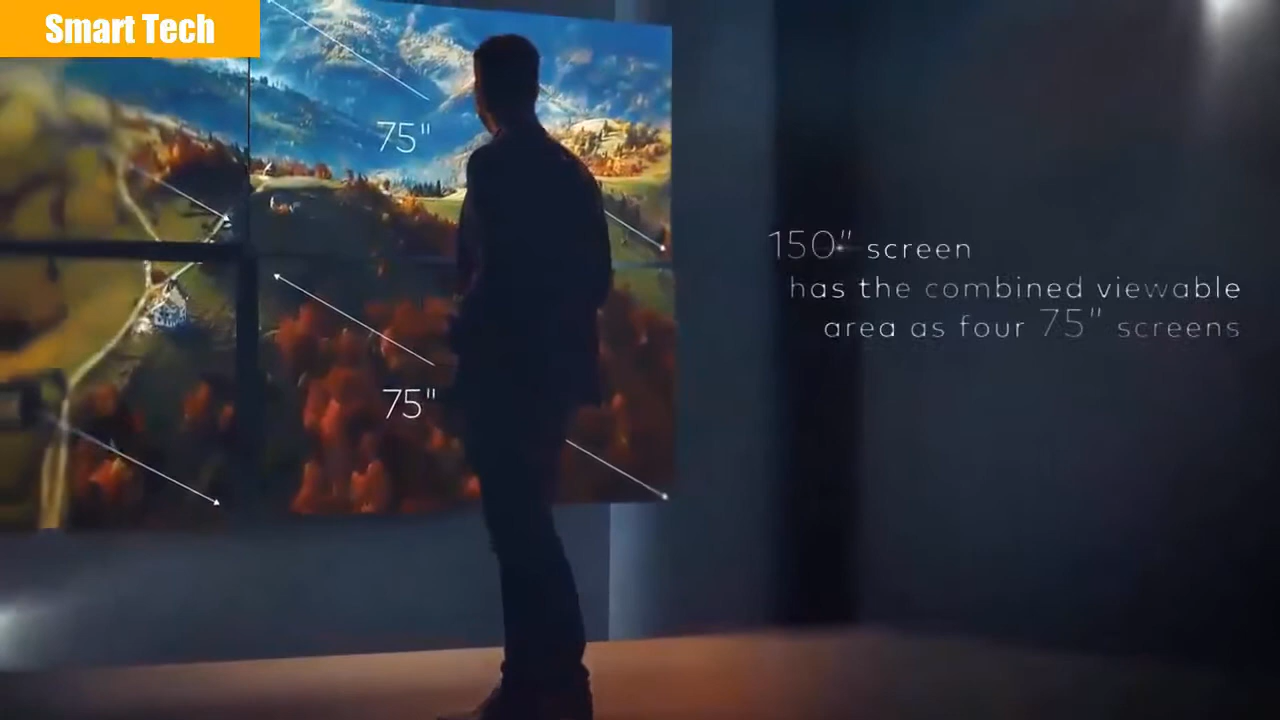 Smart Tech
75"
75"
150" screen
has the combined viewable
area as four 75" screens